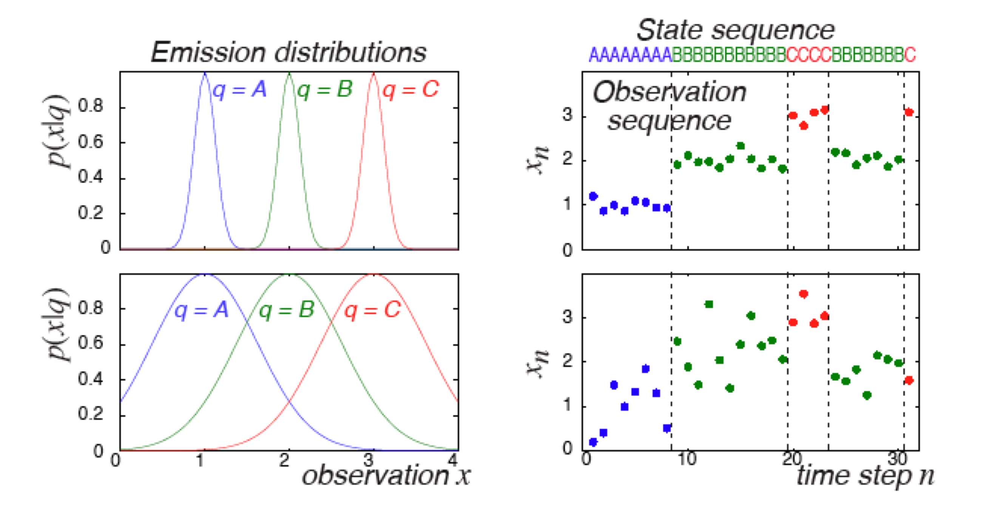 State sequence
Emission distributions
AAAAAAAABBBBBBBBBBBCCCCBBBBBBBC
p(x|q)
0.8
0.6
0.4
0.2
0
q = A
q = B
q = C
Observation
sequence
x_n
3
2
1
0
p(x|q)
0.8
0.6
0.4
0.2
0
q = A
q = B
q = C
0 1 2 3 4
observation x
x_n
3
2
1
0
0 10 20 30
time step n